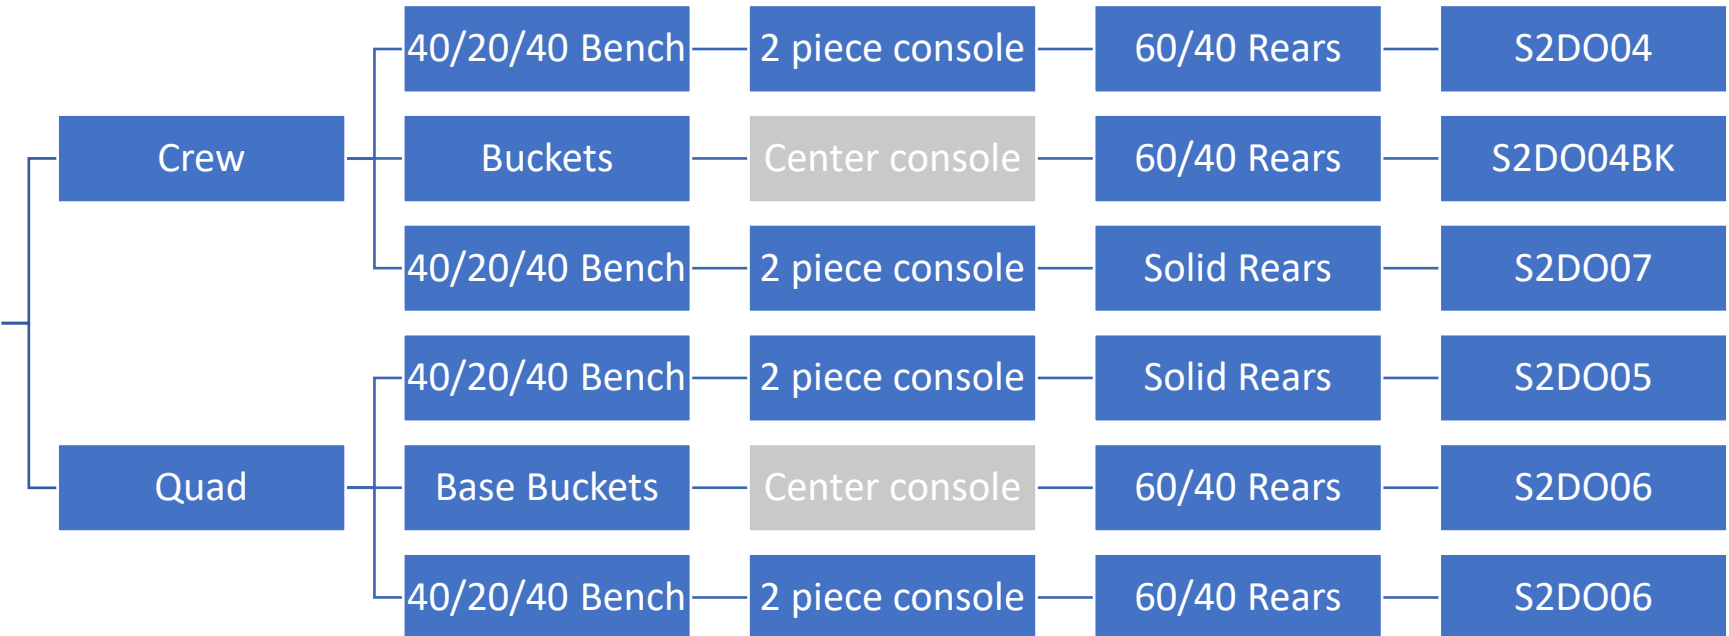 40/20/40 Bench
2 piece console
60/40 Rears
S2DO04
Crew
Buckets
Center console
60/40 Rears
S2DO04BK
40/20/40 Bench
2 piece console
Solid Rears
S2DO07
40/20/40 Bench
2 piece console
Solid Rears
S2DO05
Quad
Base Buckets
Center console
60/40 Rears
S2DO06
40/20/40 Bench
2 piece console
60/40 Rears
S2DO06